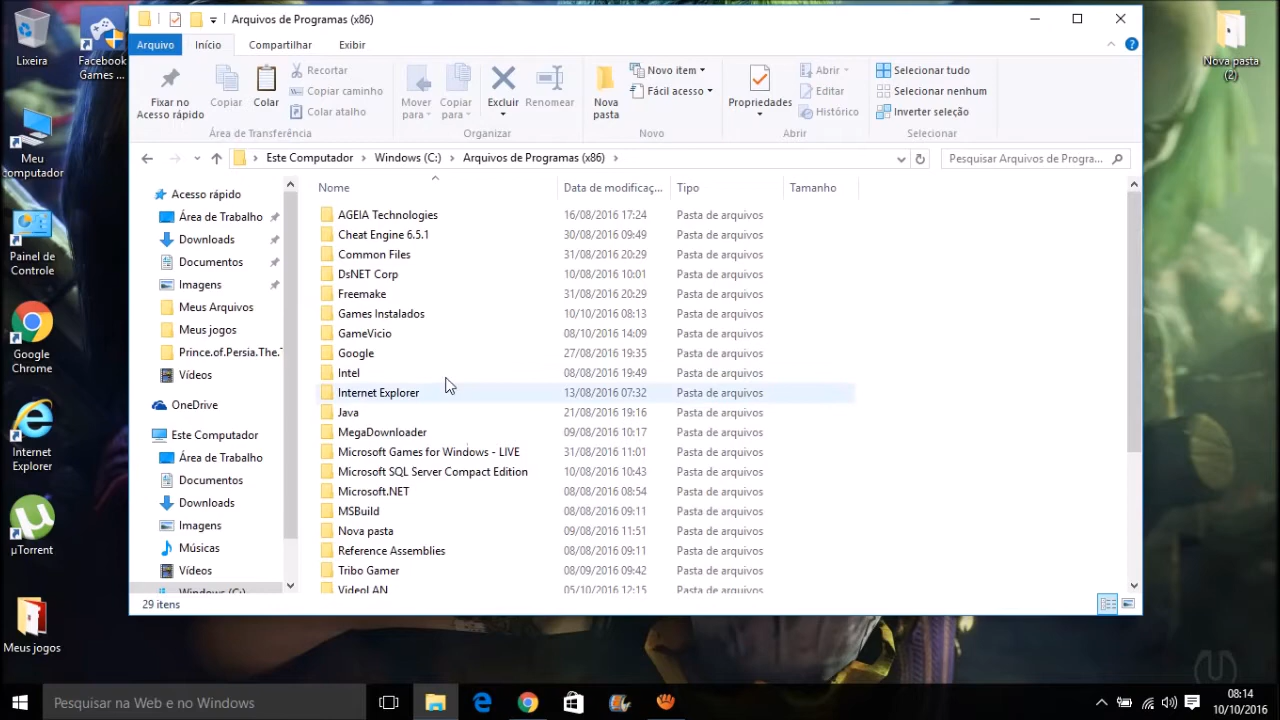 Arquivos de Programas (x86)
Arquivo Início Compartilhar Exibir
Fixar no Acesso rápido
Copiar
Colar
Recortar
Copiar caminho
Colar atalho
Área de Transferência
Mover para
Copiar para
Excluir
Renomear
Organizar
Nova pasta
Novo item
Fácil acesso
Novo
Propriedades
Abrir
Editar
Histórico
Abrir
Selecionar tudo
Selecionar nenhum
Inverter seleção
Selecionar
Este Computador Windows (C:) Arquivos de Programas (x86)
Pesquisar Arquivos de Progra...
Acesso rápido
Área de Trabalho
Downloads
Documentos
Imagens
Meus Arquivos
Meus jogos
Prince.of.Persia.The.
Vídeos
OneDrive
Este Computador
Área de Trabalho
Documentos
Downloads
Imagens
Músicas
Vídeos
Windows (C:)
Nome Data de modificaç... Tipo Tamanho
AGEIA Technologies 16/08/2016 17:24 Pasta de arquivos
Cheat Engine 6.5.1 30/08/2016 09:49 Pasta de arquivos
Common Files 31/08/2016 20:29 Pasta de arquivos
DsNET Corp 10/08/2016 10:01 Pasta de arquivos
Freemake 31/08/2016 20:29 Pasta de arquivos
Games Instalados 10/10/2016 08:13 Pasta de arquivos
GameVicio 08/10/2016 14:09 Pasta de arquivos
Google 27/08/2016 19:35 Pasta de arquivos
Intel 08/08/2016 19:49 Pasta de arquivos
Internet Explorer 13/08/2016 07:32 Pasta de arquivos
Java 21/08/2016 19:16 Pasta de arquivos
MegaDownloader 09/08/2016 10:17 Pasta de arquivos
Microsoft Games for Windows - LIVE 31/08/2016 11:01 Pasta de arquivos
Microsoft SQL Server Compact Edition 10/08/2016 10:43 Pasta de arquivos
Microsoft.NET 08/08/2016 08:54 Pasta de arquivos
MSBuild 08/08/2016 09:11 Pasta de arquivos
Nova pasta 09/08/2016 11:51 Pasta de arquivos
Reference Assemblies 08/08/2016 09:11 Pasta de arquivos
Tribo Gamer 08/09/2016 09:42 Pasta de arquivos
VideoLAN 05/10/2016 12:15 Pasta de arquivos
29 itens
Lixeira
Facebook
Games ...
Meu
Computador
Painel de
Controle
Google
Chrome
Internet
Explorer
µTorrent
Meus jogos
Nova pasta
(2)
Pesquisar na Web e no Windows
08:14
10/10/2016